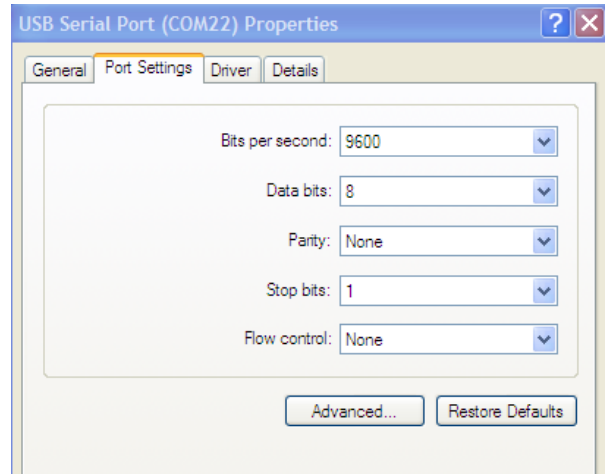 USB Serial Port (COM22) Properties
General Port Settings Driver Details
Bits per second: 9600
Data bits: 8
Parity: None
Stop bits: 1
Flow control: None
Advanced... Restore Defaults